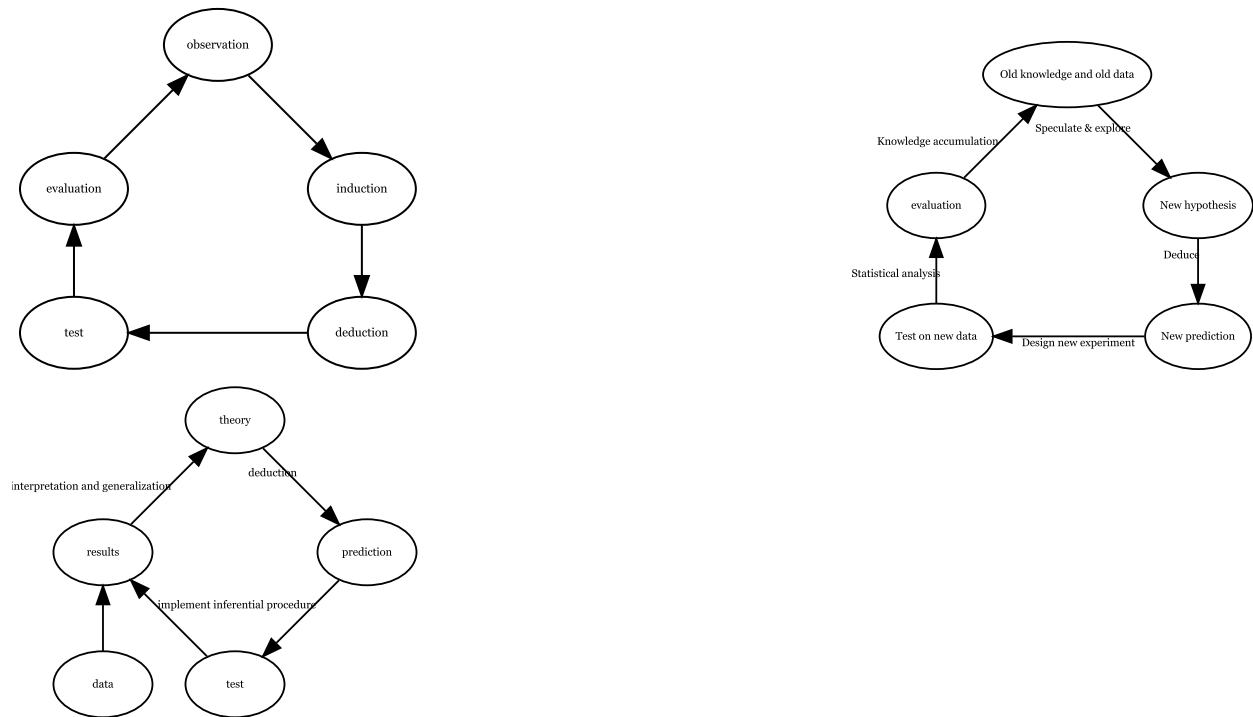 observation
evaluation
induction
test
deduction
Old knowledge and old data
Speculate & explore
Knowledge accumulation
evaluation
New hypothesis
Deduce
Statistical analysis
Test on new data
Design new experiment
New prediction
theory
deduction
interpretation and generalization
results
prediction
implement inferential procedure
data
test